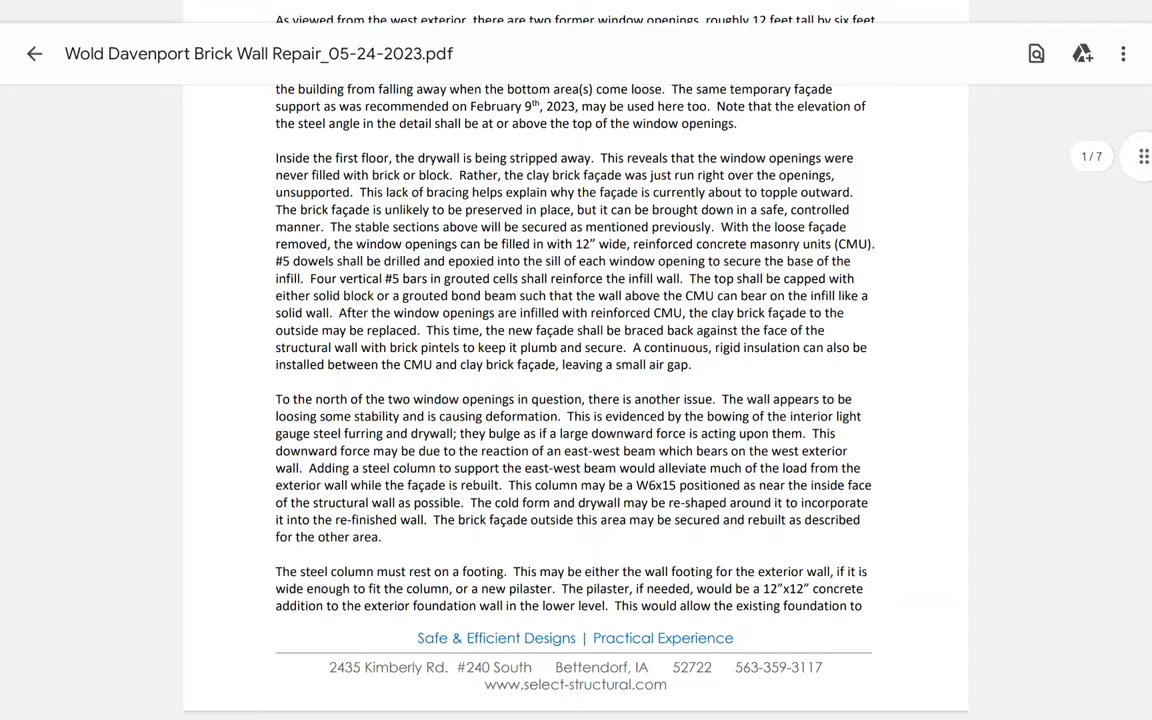 As viewed from the west exterior, there are two former window openings, roughly 12 feet tall by six feet
Wold Davenport Brick Wall Repair_05-24-2023.pdf
the building from falling away when the bottom area(s) come loose. The same temporary façade
support as was recommended on February 9th, 2023, may be used here too. Note that the elevation of
the steel angle in the detail shall be at or above the top of the window openings.
1 / 7
Inside the first floor, the drywall is being stripped away. This reveals that the window openings were
never filled with brick or block. Rather, the clay brick façade was just run right over the openings,
unsupported. This lack of bracing helps explain why the façade is currently about to topple outward.
The brick façade is unlikely to be preserved in place, but it can be brought down in a safe, controlled
manner. The stable sections above will be secured as mentioned previously. With the loose façade
removed, the window openings can be filled in with 12” wide, reinforced concrete masonry units (CMU).
#5 dowels shall be drilled and epoxied into the sill of each window opening to secure the base of the
infill. Four vertical #5 bars in grouted cells shall reinforce the infill wall. The top shall be capped with
either solid block or a grouted bond beam such that the wall above the CMU can bear on the infill like a
solid wall. After the window openings are infilled with reinforced CMU, the clay brick façade to the
outside may be replaced. This time, the new façade shall be braced back against the face of the
structural wall with brick pintels to keep it plumb and secure. A continuous, rigid insulation can also be
installed between the CMU and clay brick façade, leaving a small air gap.
To the north of the two window openings in question, there is another issue. The wall appears to be
loosing some stability and is causing deformation. This is evidenced by the bowing of the interior light
gauge steel furring and drywall; they bulge as if a large downward force is acting upon them. This
downward force may be due to the reaction of an east-west beam which bears on the west exterior
wall. Adding a steel column to support the east-west beam would alleviate much of the load from the
exterior wall while the façade is rebuilt. This column may be a W6x15 positioned as near the inside face
of the structural wall as possible. The cold form and drywall may be re-shaped around it to incorporate
it into the re-finished wall. The brick façade outside this area may be secured and rebuilt as described
for the other area.
The steel column must rest on a footing. This may be either the wall footing for the exterior wall, if it is
wide enough to fit the column, or a new pilaster. The pilaster, if needed, would be a 12”x12” concrete
addition to the exterior foundation wall in the lower level. This would allow the existing foundation to
Safe & Efficient Designs | Practical Experience
2435 Kimberly Rd. #240 South Bettendorf, IA 52722 563-359-3117
www.select-structural.com